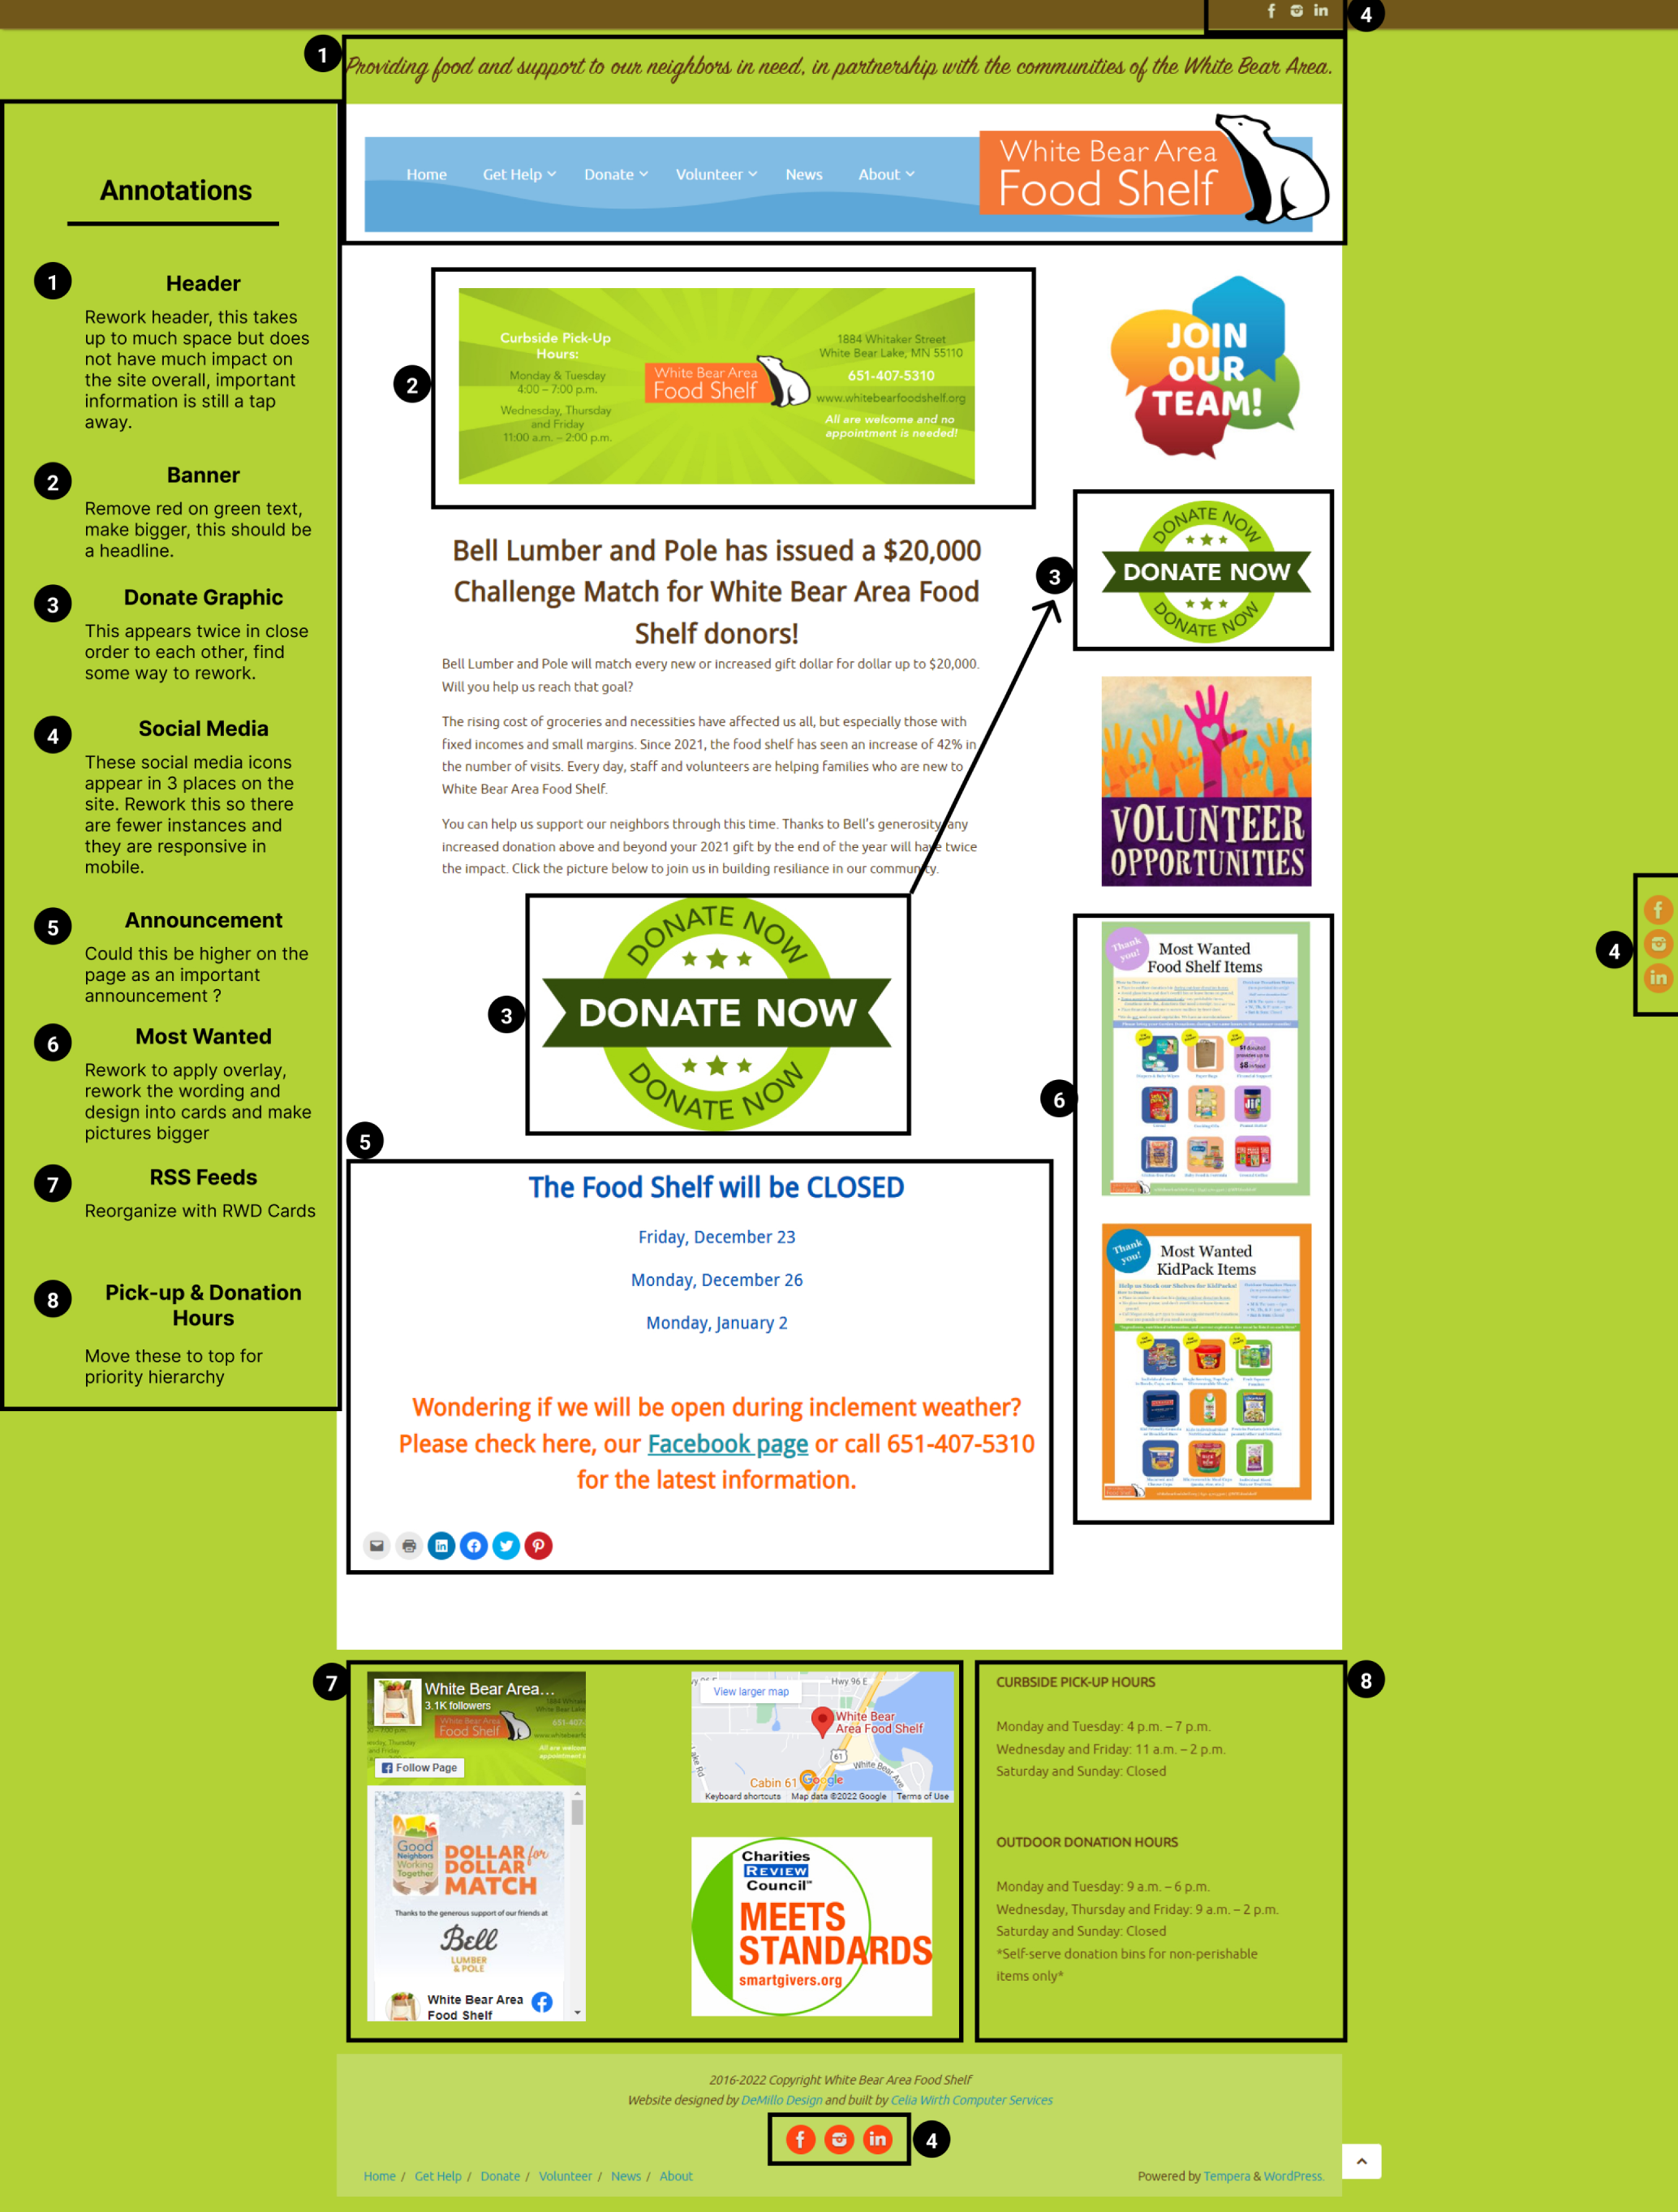 4
1
Providing food and support to our neighbors in need, in partnership with the communities of the White Bear Area.
Home
Get Help
Donate
Volunteer
News
About
White Bear Area
Food Shelf
Annotations
1
Header
Rework header, this takes
up to much space but does
not have much impact on
the site overall, important
information is still a tap
away.
2
Banner
Remove red on green text,
make bigger, this should be
a headline.
3
Donate Graphic
This appears twice in close
order to each other, find
some way to rework.
4
Social Media
These social media icons
appear in 3 places on the
site. Rework this so there
are fewer instances and
they are responsive in
mobile.
5
Announcement
Could this be higher on the
page as an important
announcement ?
6
Most Wanted
Rework to apply overlay,
rework the wording and
design into cards and make
pictures bigger
7
RSS Feeds
Reorganize with RWD Cards
8
Pick-up & Donation
Hours
Move these to top for
priority hierarchy
2
Curbside Pick-Up
Hours:
Monday & Tuesday
4:00 – 7:00 p.m.
Wednesday, Thursday
and Friday
11:00 a.m. – 2:00 p.m.
White Bear Area
Food Shelf
1884 Whitaker Street
White Bear Lake, MN 55110
651-407-5310
www.whitebearfoodshelf.org
All are welcome and no
appointment is needed!
JOIN
OUR
TEAM!
Bell Lumber and Pole has issued a $20,000
Challenge Match for White Bear Area Food
Shelf donors!
Bell Lumber and Pole will match every new or increased gift dollar for dollar up to $20,000.
Will you help us reach that goal?
The rising cost of groceries and necessities have affected us all, but especially those with
fixed incomes and small margins. Since 2021, the food shelf has seen an increase of 42% in
the number of visits. Every day, staff and volunteers are helping families who are new to
White Bear Area Food Shelf.
You can help us support our neighbors through this time. Thanks to Bell's generosity, any
increased donation above and beyond your 2021 gift by the end of the year will have twice
the impact. Click the picture below to join us in building resiliance in our community.
3
DONATE NOW
DONATE NOW
DONATE NOW
VOLUNTEER
OPPORTUNITIES
3
DONATE NOW
DONATE NOW
DONATE NOW
4
6
Thank
you!
Most Wanted
Food Shelf Items
Thank
you!
Most Wanted
KidPack Items
Help us Stock our Shelves for KidPacks!
5
The Food Shelf will be CLOSED
Friday, December 23
Monday, December 26
Monday, January 2
Wondering if we will be open during inclement weather?
Please check here, our Facebook page or call 651-407-5310
for the latest information.
7
White Bear Area...
3.1K followers
White Bear Area
Food Shelf
Follow Page
Good
Neighbors
Working
Together
DOLLAR for
DOLLAR
MATCH
Thanks to the generous support of our friends at
Bell
LUMBER
& POLE
White Bear Area
Food Shelf
View larger map
Hwy 96 E
White Bear
Area Food Shelf
61
White Bear Ave
Lake Rd
Cabin 61
Google
Keyboard shortcuts
Map data ©2022 Google
Terms of Use
Charities
REVIEW
Council
MEETS
STANDARDS
smartgivers.org
8
CURBSIDE PICK-UP HOURS
Monday and Tuesday: 4 p.m. – 7 p.m.
Wednesday and Friday: 11 a.m. – 2 p.m.
Saturday and Sunday: Closed
OUTDOOR DONATION HOURS
Monday and Tuesday: 9 a.m. – 6 p.m.
Wednesday, Thursday and Friday: 9 a.m. – 2 p.m.
Saturday and Sunday: Closed
*Self-serve donation bins for non-perishable
items only*
2016-2022 Copyright White Bear Area Food Shelf
Website designed by DeMillo Design and built by Celia Wirth Computer Services
4
Home / Get Help / Donate / Volunteer / News / About
Powered by Tempera & WordPress.